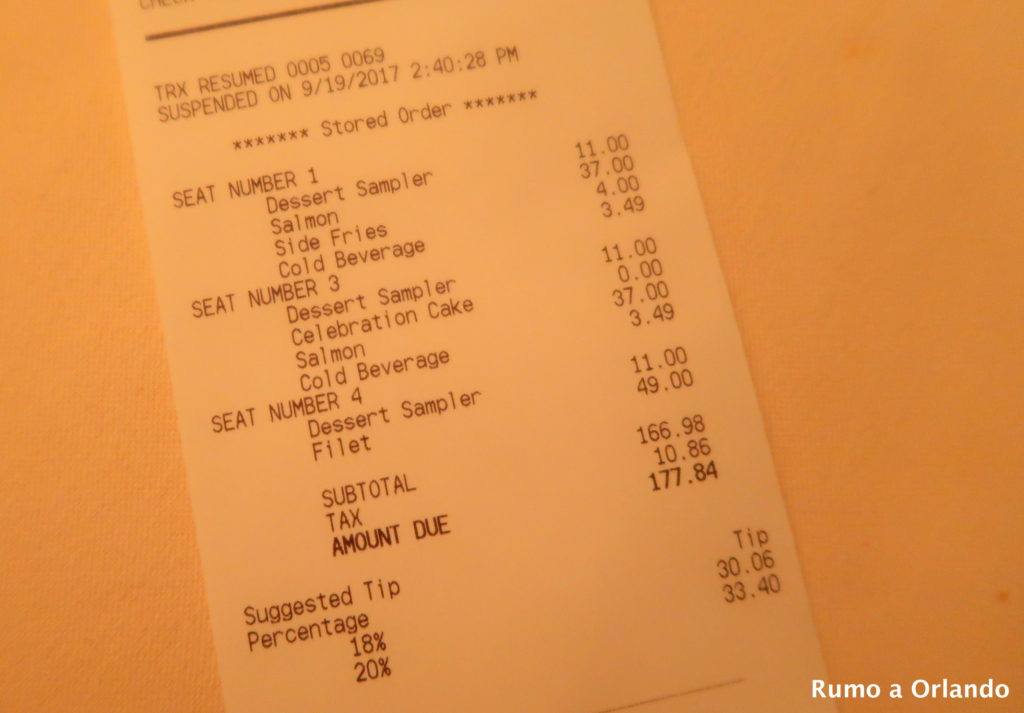 TRX RESUMED 0005 0069
SUSPENDED ON 9/19/2017 2:40:28 PM
******* Stored Order *******
SEAT NUMBER 1
Dessert Sampler 11.00
Salmon 37.00
Side Fries 4.00
Cold Beverage 3.49
SEAT NUMBER 3
Dessert Sampler 11.00
Celebration Cake 0.00
Salmon 37.00
Cold Beverage 3.49
SEAT NUMBER 4
Dessert Sampler 11.00
Filet 49.00
SUBTOTAL 166.98
TAX 10.86
AMOUNT DUE 177.84
Suggested Tip
Percentage Tip
18% 30.06
20% 33.40
Rumo a Orlando